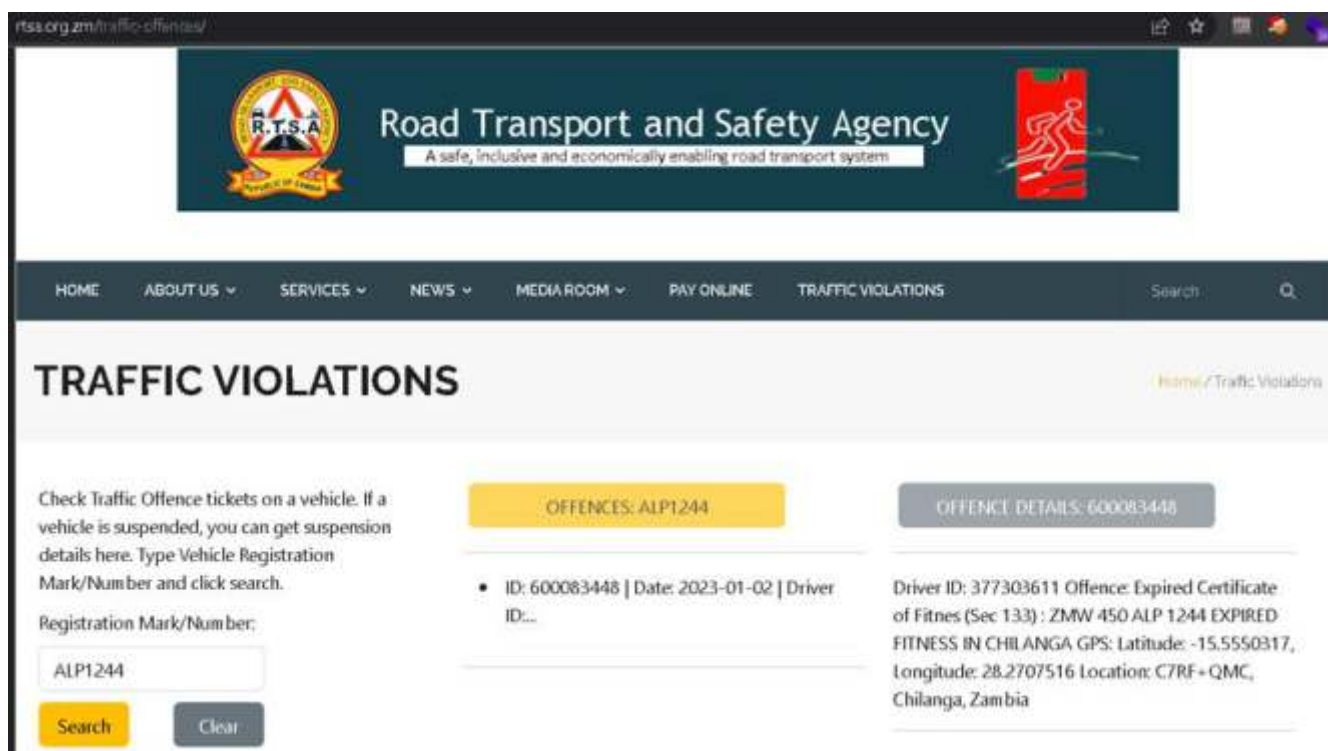 rtsa.org.zm/traffic-offences/
R.T.S.A
REPUBLIC OF ZAMBIA
Road Transport and Safety Agency
A safe, inclusive and economically enabling road transport system
HOME ABOUT US SERVICES NEWS MEDIA ROOM PAY ONLINE TRAFFIC VIOLATIONS Search
TRAFFIC VIOLATIONS
Home / Traffic Violations
Check Traffic Offence tickets on a vehicle. If a
vehicle is suspended, you can get suspension
details here. Type Vehicle Registration
Mark/Number and click search.
Registration Mark/Number:
ALP1244
Search Clear
OFFENCES: ALP1244
• ID: 600083448 | Date: 2023-01-02 | Driver
ID:...
OFFENCE DETAILS: 600083448
Driver ID: 377303611 Offence: Expired Certificate
of Fitnes (Sec 133) : ZMW 450 ALP 1244 EXPIRED
FITNESS IN CHILANGA GPS: Latitude: -15.5550317,
Longitude: 28.2707516 Location: C7RF+QMC,
Chilanga, Zambia